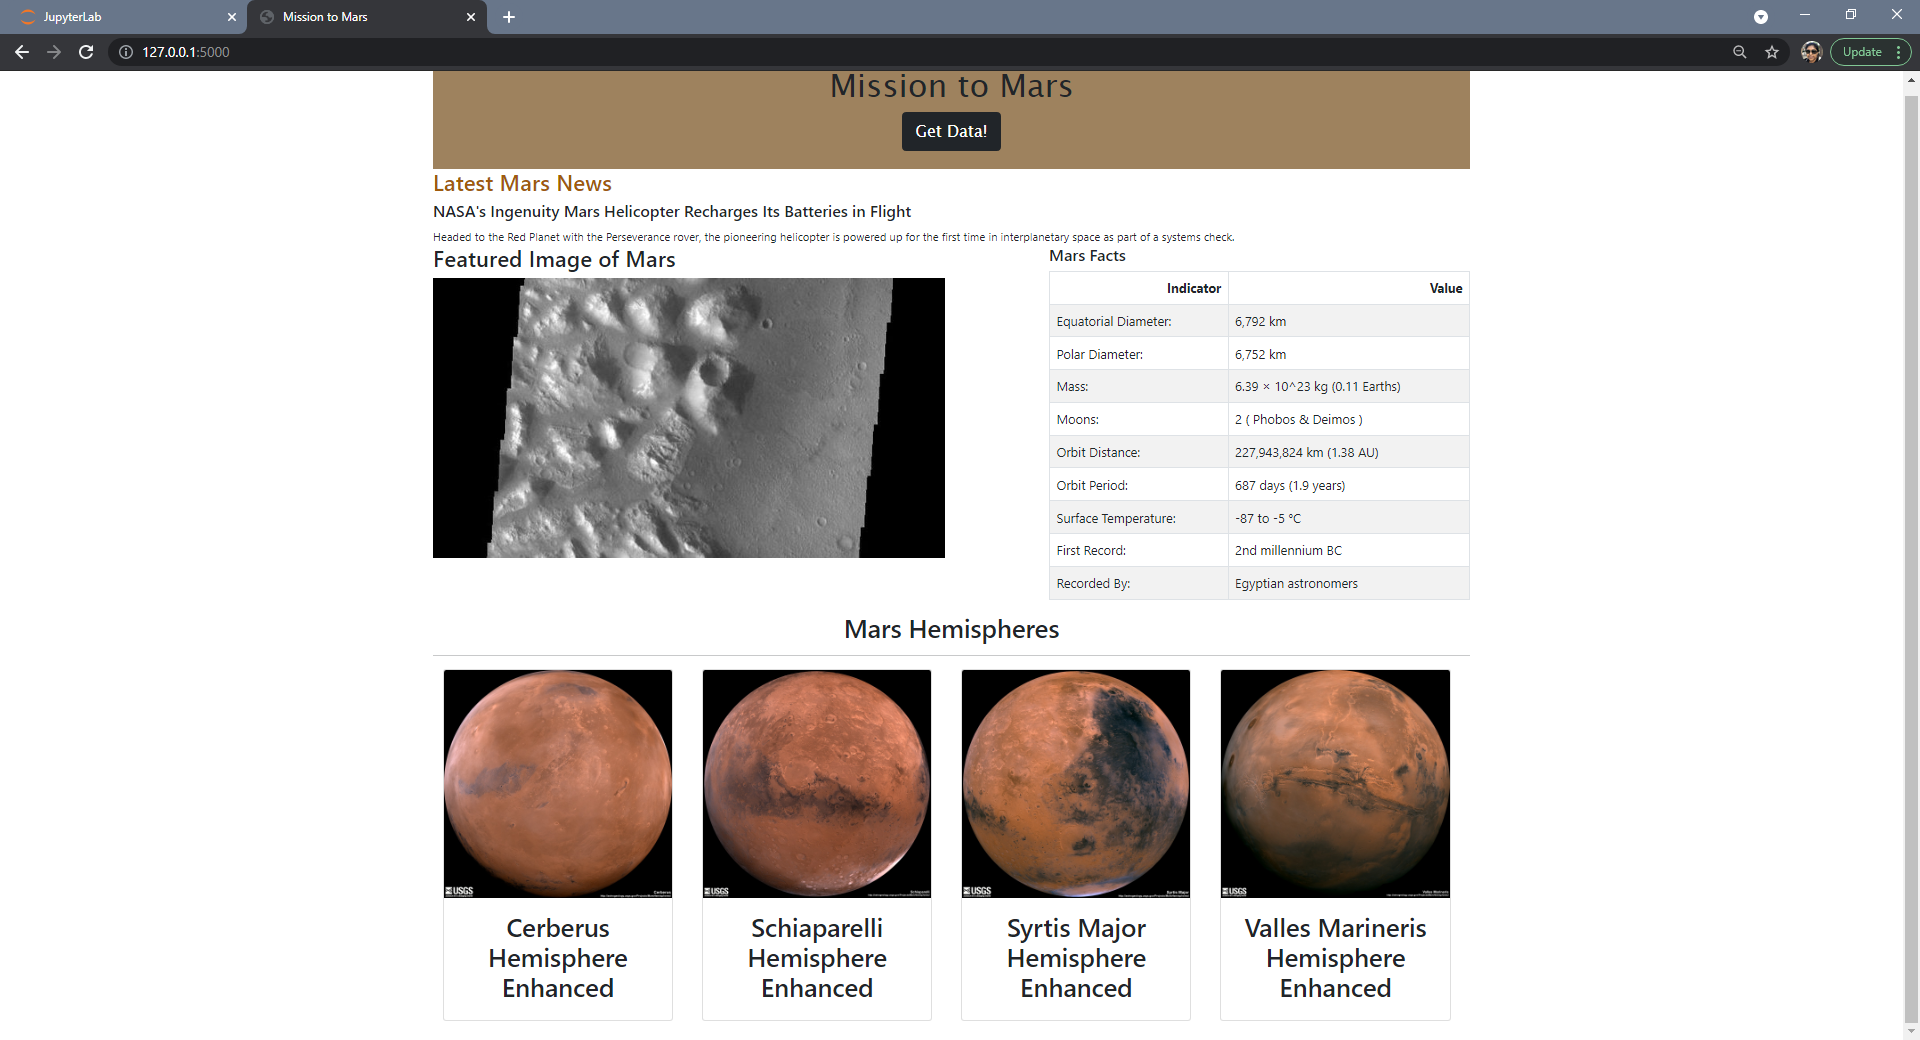 JupyterLab
Mission to Mars
127.0.0.1:5000
Update
Mission to Mars
Get Data!
Latest Mars News
NASA's Ingenuity Mars Helicopter Recharges Its Batteries in Flight
Headed to the Red Planet with the Perseverance rover, the pioneering helicopter is powered up for the first time in interplanetary space as part of a systems check.
Featured Image of Mars
Mars Facts
Indicator Value
Equatorial Diameter: 6,792 km
Polar Diameter: 6,752 km
Mass: 6.39 × 10^23 kg (0.11 Earths)
Moons: 2 ( Phobos & Deimos )
Orbit Distance: 227,943,824 km (1.38 AU)
Orbit Period: 687 days (1.9 years)
Surface Temperature: -87 to -5 °C
First Record: 2nd millennium BC
Recorded By: Egyptian astronomers
Mars Hemispheres
USGS Cerberus
USGS Schiaparelli
USGS Syrtis Major
USGS Valles Marineris
Cerberus
Hemisphere
Enhanced
Schiaparelli
Hemisphere
Enhanced
Syrtis Major
Hemisphere
Enhanced
Valles Marineris
Hemisphere
Enhanced